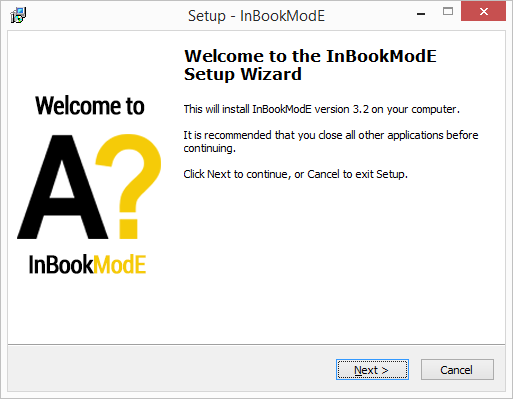 Setup - InBookModE
Welcome to the InBookModE
Setup Wizard
Welcome to
A?
InBookModE
This will install InBookModE version 3.2 on your computer.
It is recommended that you close all other applications before
continuing.
Click Next to continue, or Cancel to exit Setup.
Next >
Cancel